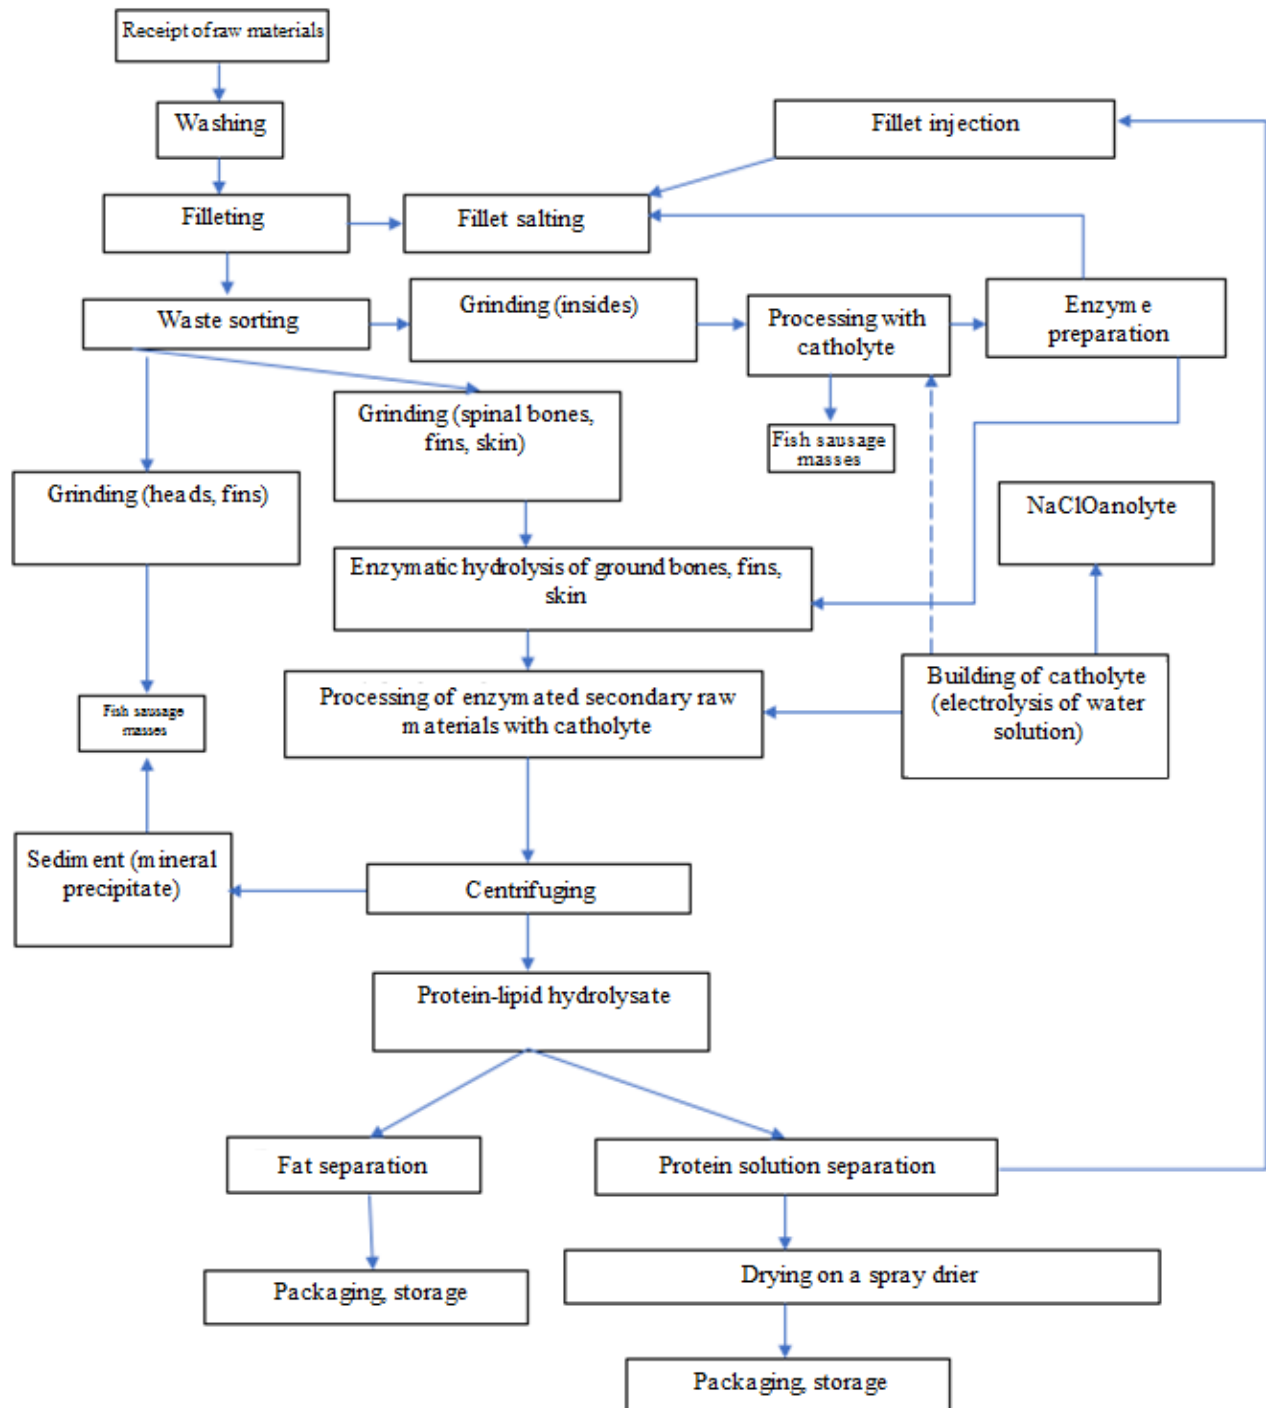 Receipt of raw materials
Washing
Fillet injection
Filleting
Fillet salting
Waste sorting
Grinding (insides)
Processing with
catholyte
Enzyme
preparation
Grinding (spinal bones,
fins, skin)
Fish sausage
masses
Grinding (heads, fins)
NaClOanolyte
Enzymatic hydrolysis of ground bones, fins,
skin
Processing of enzymated secondary raw
materials with catholyte
Building of catholyte
(electrolysis of water
solution)
Fish sausage
masses
Sediment (mineral
precipitate)
Centrifuging
Protein-lipid hydrolysate
Fat separation
Protein solution separation
Packaging, storage
Drying on a spray drier
Packaging, storage